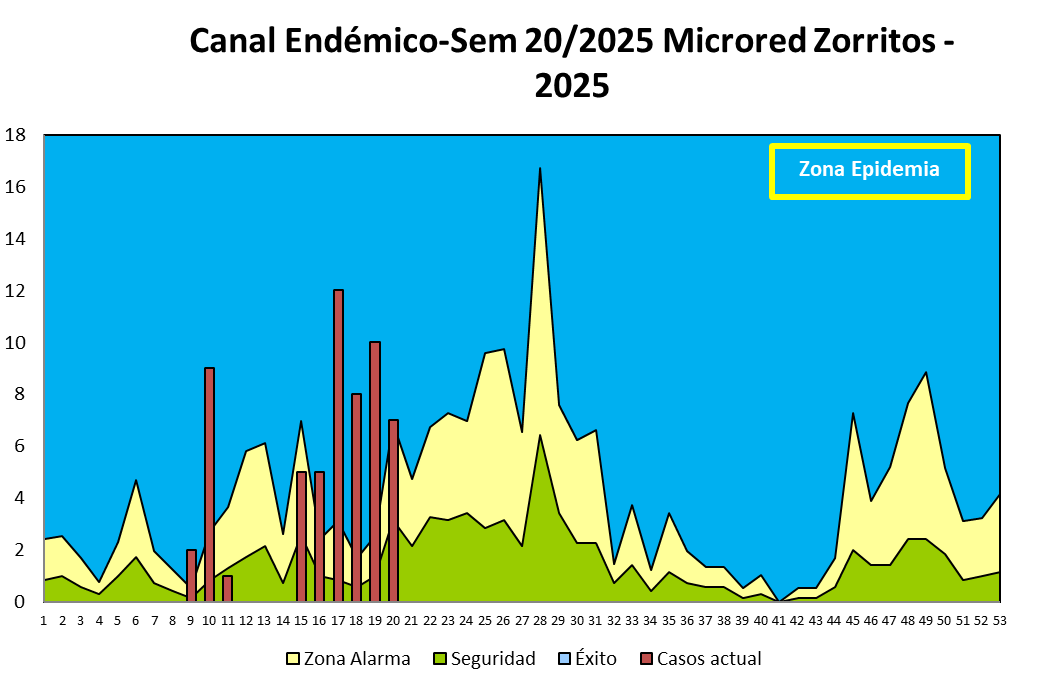 Canal Endémico-Sem 20/2025 Microred Zorritos -
2025
18
Zona Epidemia
16
14
12
10
8
6
4
2
0
1 2 3 4 5 6 7 8 9 10 11 12 13 14 15 16 17 18 19 20 21 22 23 24 25 26 27 28 29 30 31 32 33 34 35 36 37 38 39 40 41 42 43 44 45 46 47 48 49 50 51 52 53
Zona Alarma Seguridad Éxito Casos actual